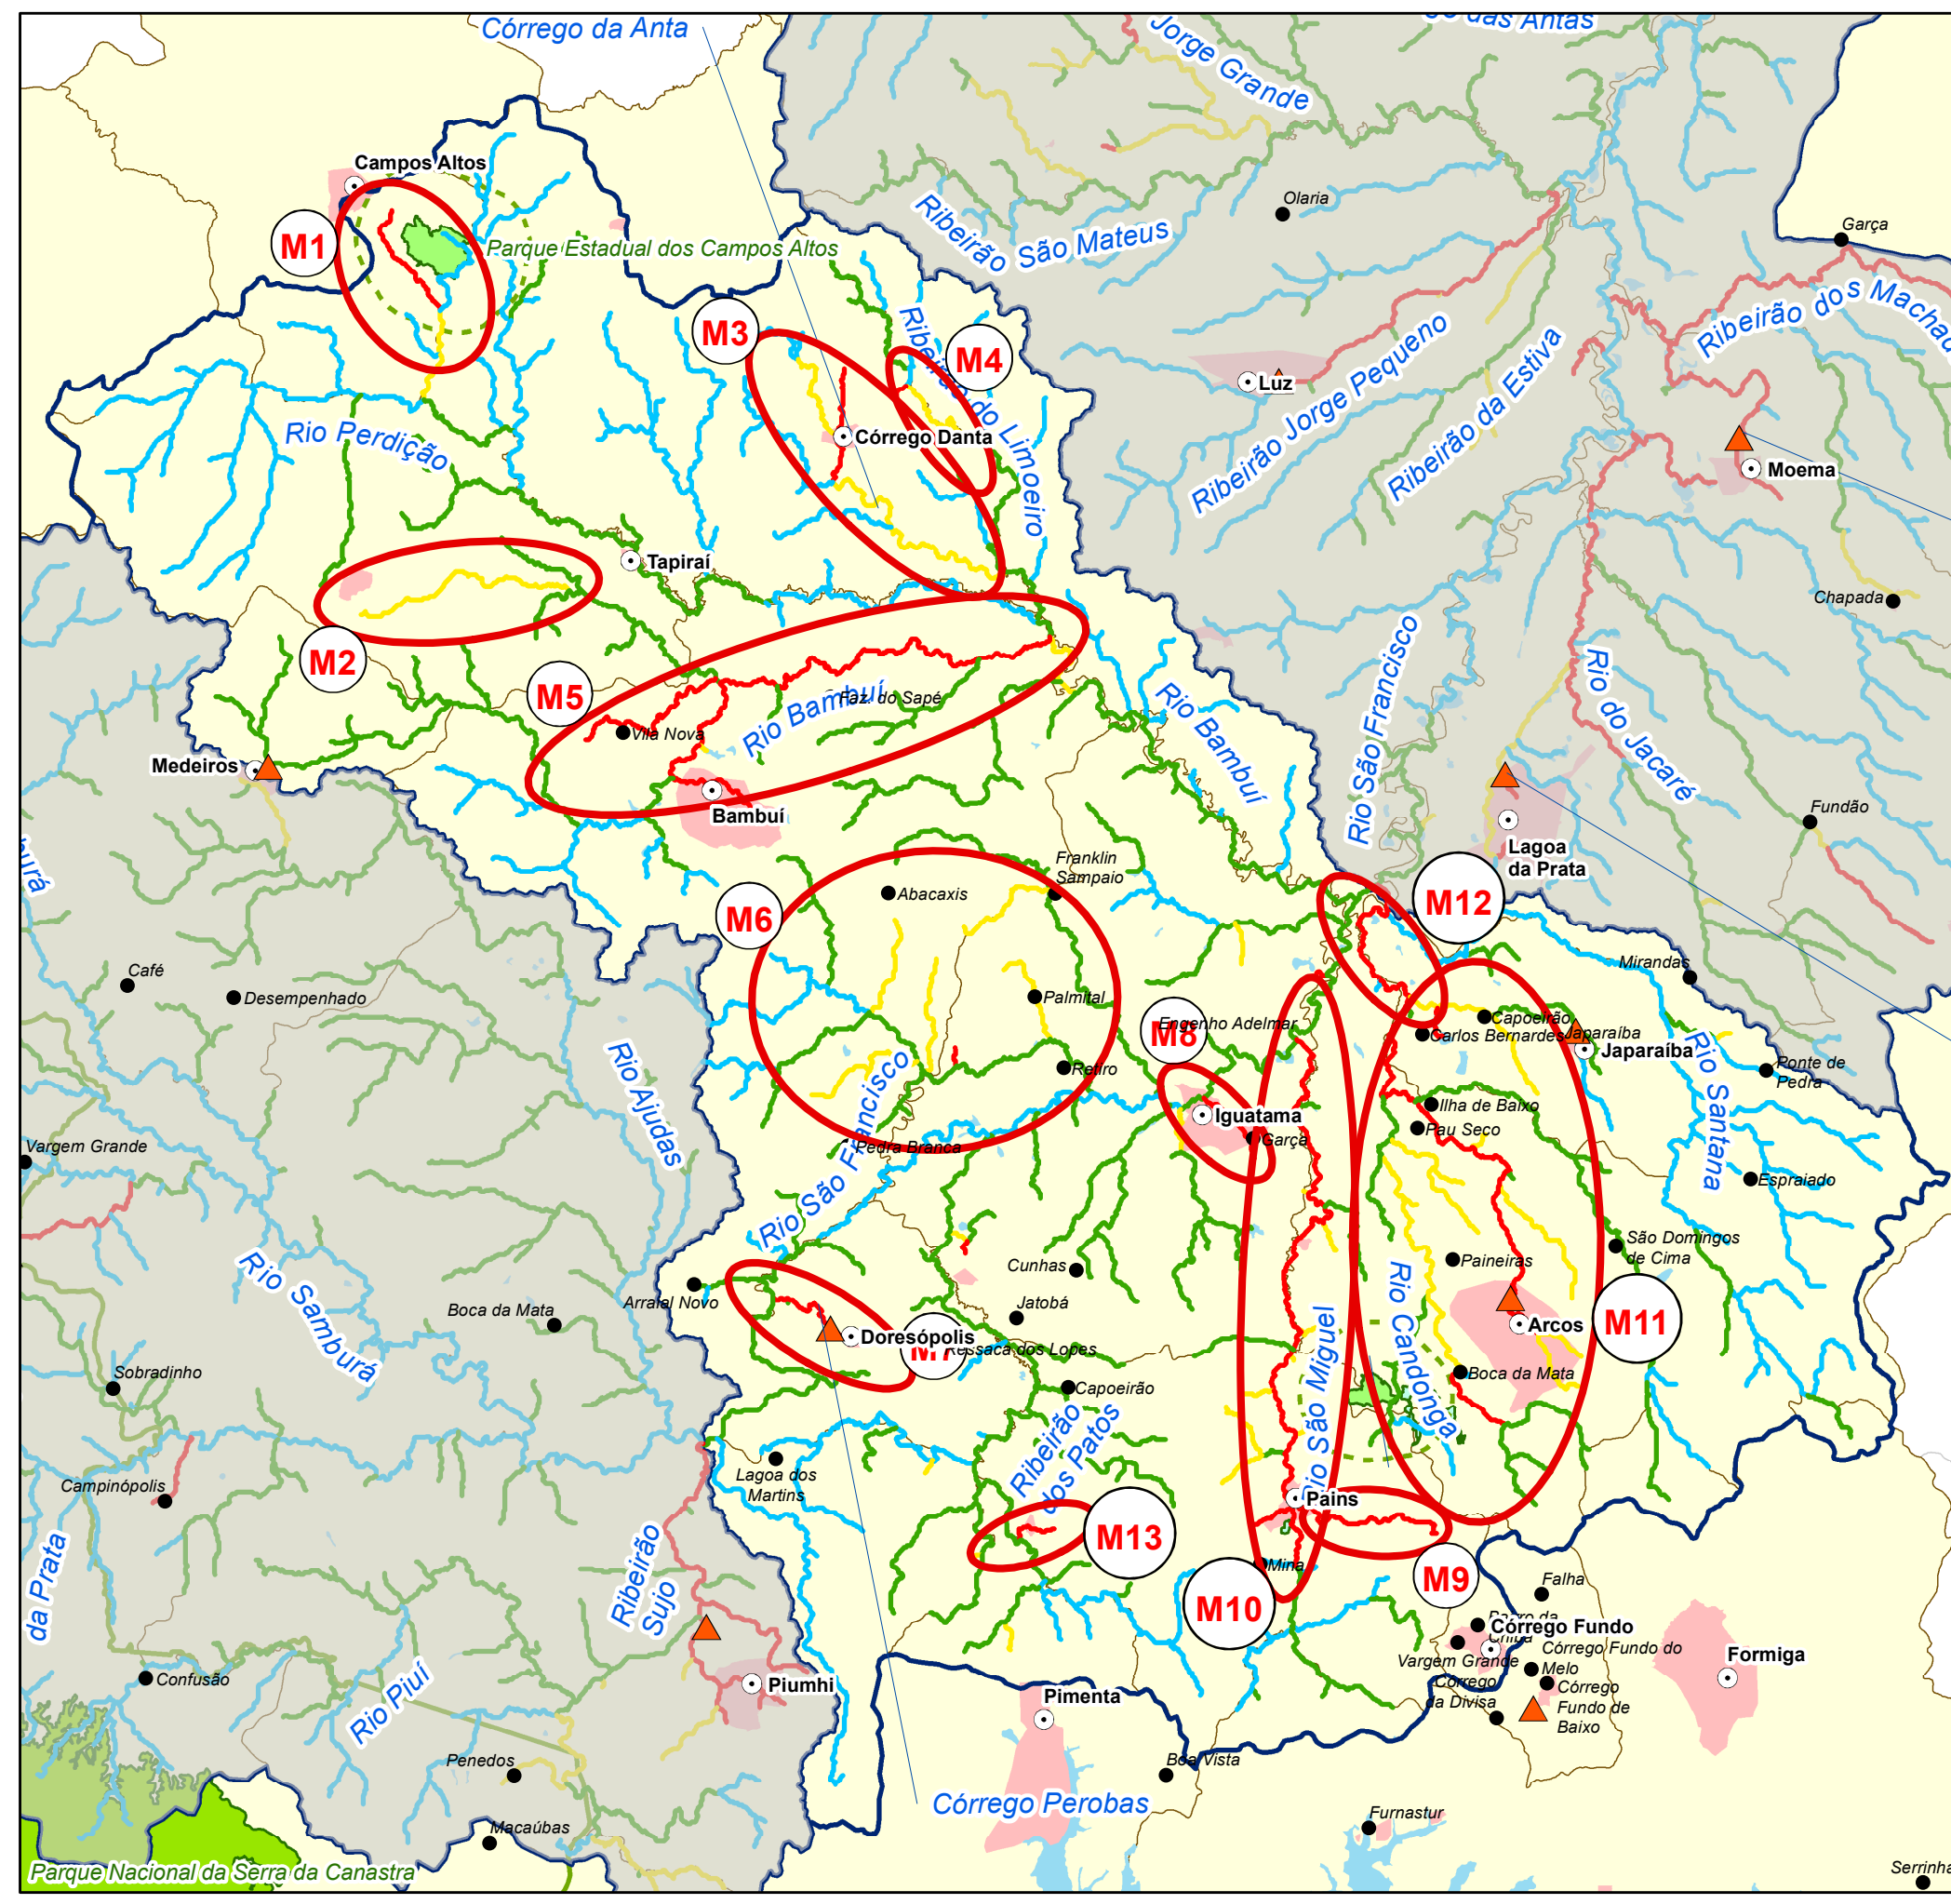 Córrego da Anta
Jorge Grande
das Antas
Campos Altos
M1
Parque Estadual dos Campos Altos
Ribeirão São Mateus
Olaria
Garça
Ribeirão dos Machad
M3
M4
Ribeirão do Limoeiro
Luz
Ribeirão Jorge Pequeno
Ribeirão da Estiva
Moema
Rio Perdição
Córrego Danta
Tapiraí
Chapada
M2
M5
Rio Bambuí
Faz. do Sapé
Vila Nova
Rio Bambuí
Rio São Francisco
Rio do Jacaré
Medeiros
Bambuí
Lagoa
da Prata
Fundão
burá
Franklin
Sampaio
Abacaxis
M6
M12
Café
Desempenhado
Palmital
Mirandas
M8
Engenho Adelmar
Capoeirão
Carlos Bernardes
Japaraíba
Japaraíba
Retiro
Rio Ajudas
Ponte de
Pedra
Rio Santana
Ilha de Baixo
Iguatama
Pau Seco
Garça
Vargem Grande
Pedra Branca
Rio São Francisco
Espraiado
São Domingos
de Cima
Rio Samburá
Cunhas
Paineiras
Boca da Mata
Arraial Novo
Jatobá
Doresópolis
M7
Ressaca dos Lopes
Rio São Miguel
Rio Candonga
Arcos
M11
Sobradinho
Capoeirão
Boca da Mata
Ribeirão
dos Patos
Campinópolis
Lagoa dos
Martins
Pains
M13
Mina
M9
M10
da Prata
Ribeirão
Sujo
Falha
Córrego Fundo
Vargem Grande
Córrego Fundo do
Melo
Córrego
da Divisa
Córrego
Fundo de
Baixo
Formiga
Confusão
Rio Piuí
Piumhi
Pimenta
Penedos
Boa Vista
Córrego Perobas
Furnastur
Macaúbas
Parque Nacional da Serra da Canastra
Serrinha